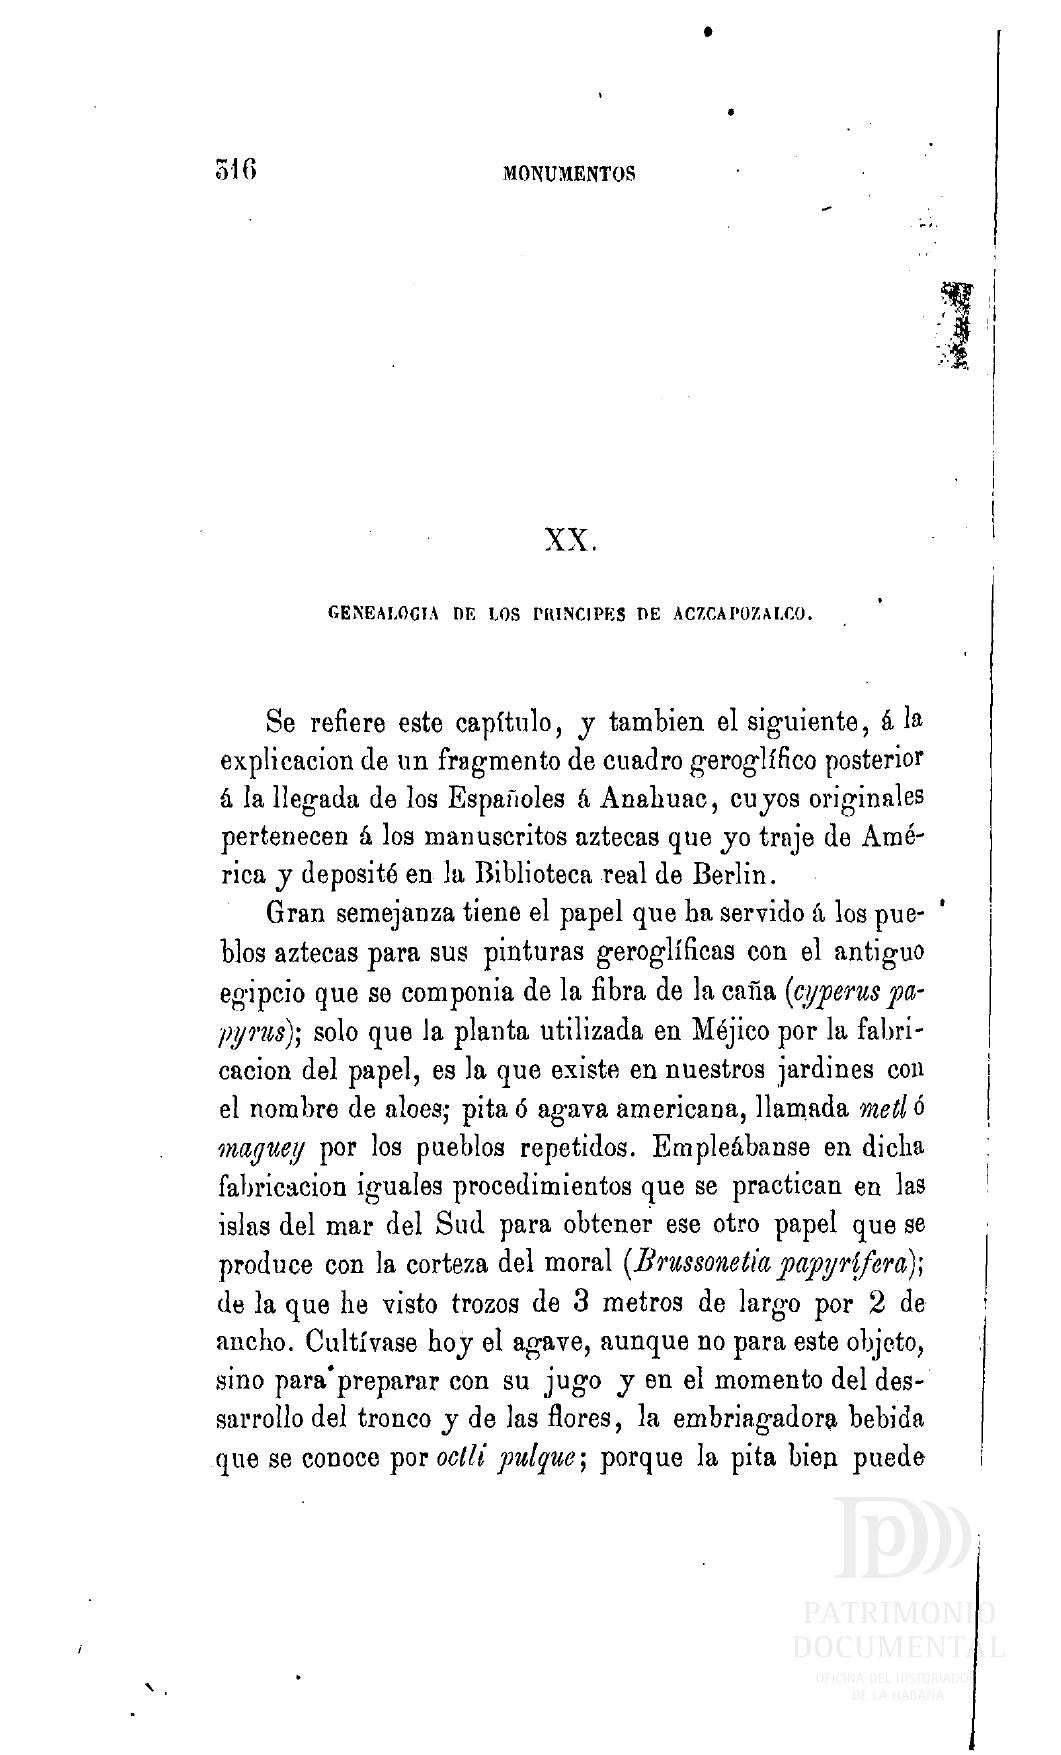 316
MONUMENTOS
XX.
GENEALOGIA DE LOS PRINCIPES DE ACZCAPOZALCO.
Se refiere este capítulo, y tambien el siguiente, á la
explicacion de un fragmento de cuadro geroglífico posterior
á la llegada de los Españoles á Anahuac, cuyos originales
pertenecen á los manuscritos aztecas que yo traje de Amé-
rica y deposité en la Biblioteca real de Berlin.
Gran semejanza tiene el papel que ha servido á los pue-
blos aztecas para sus pinturas geroglíficas con el antiguo
egipcio que se componia de la fibra de la caña (cyperus pa-
pyrus); solo que la planta utilizada en Méjico por la fabri-
cacion del papel, es la que existe en nuestros jardines con
el nombre de aloes; pita ó agava americana, llamada metl ó
maguey por los pueblos repetidos. Empleábanse en dicha
fabricacion iguales procedimientos que se practican en las
islas del mar del Sud para obtener ese otro papel que se
produce con la corteza del moral (Brussonetia papyrífera);
de la que he visto trozos de 3 metros de largo por 2 de
ancho. Cultívase hoy el agave, aunque no para este objeto,
sino para preparar con su jugo y en el momento del des-
sarrollo del tronco y de las flores, la embriagadora bebida
que se conoce por octli pulque; porque la pita bien puede
PATRIMONIO
DOCUMENTAL
OFICINA DEL HISTORIADOR
DE LA HABANA